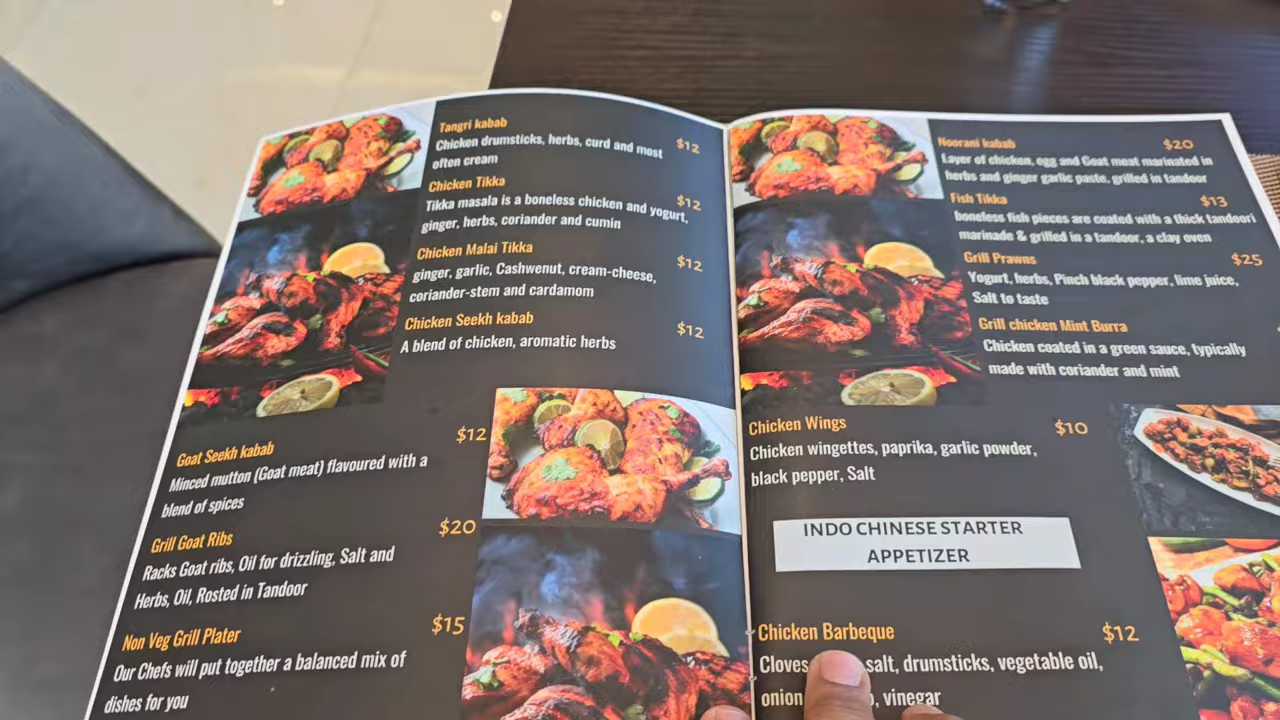 Tangri kabab
$12
Chicken drumsticks, herbs, curd and most
often cream
Chicken Tikka
$12
Tikka masala is a boneless chicken and yogurt,
ginger, herbs, coriander and cumin
Chicken Malai Tikka
$12
ginger, garlic, Cashwenut, cream-cheese,
coriander-stem and cardamom
Chicken Seekh kabab
$12
A blend of chicken, aromatic herbs
Goat Seekh kabab
$12
Minced mutton (Goat meat) flavoured with a
blend of spices
Grill Goat Ribs
$20
Racks Goat ribs, Oil for drizzling, Salt and
Herbs, Oil, Rosted in Tandoor
Non Veg Grill Plater
$15
Our Chefs will put together a balanced mix of
dishes for you
Noorani kabab
$20
Layer of chicken, egg and Goat meat marinated in
herbs and ginger garlic paste, grilled in tandoor
Fish Tikka
$13
boneless fish pieces are coated with a thick tandoori
marinade & grilled in a tandoor, a clay oven
Grill Prawns
$25
Yogurt, herbs, Pinch black pepper, lime juice,
Salt to taste
Grill chicken Mint Burra
Chicken coated in a green sauce, typically
made with coriander and mint
Chicken Wings
$10
Chicken wingettes, paprika, garlic powder,
black pepper, Salt
INDO CHINESE STARTER
APPETIZER
Chicken Barbeque
$12
Cloves salt, drumsticks, vegetable oil,
onion vinegar